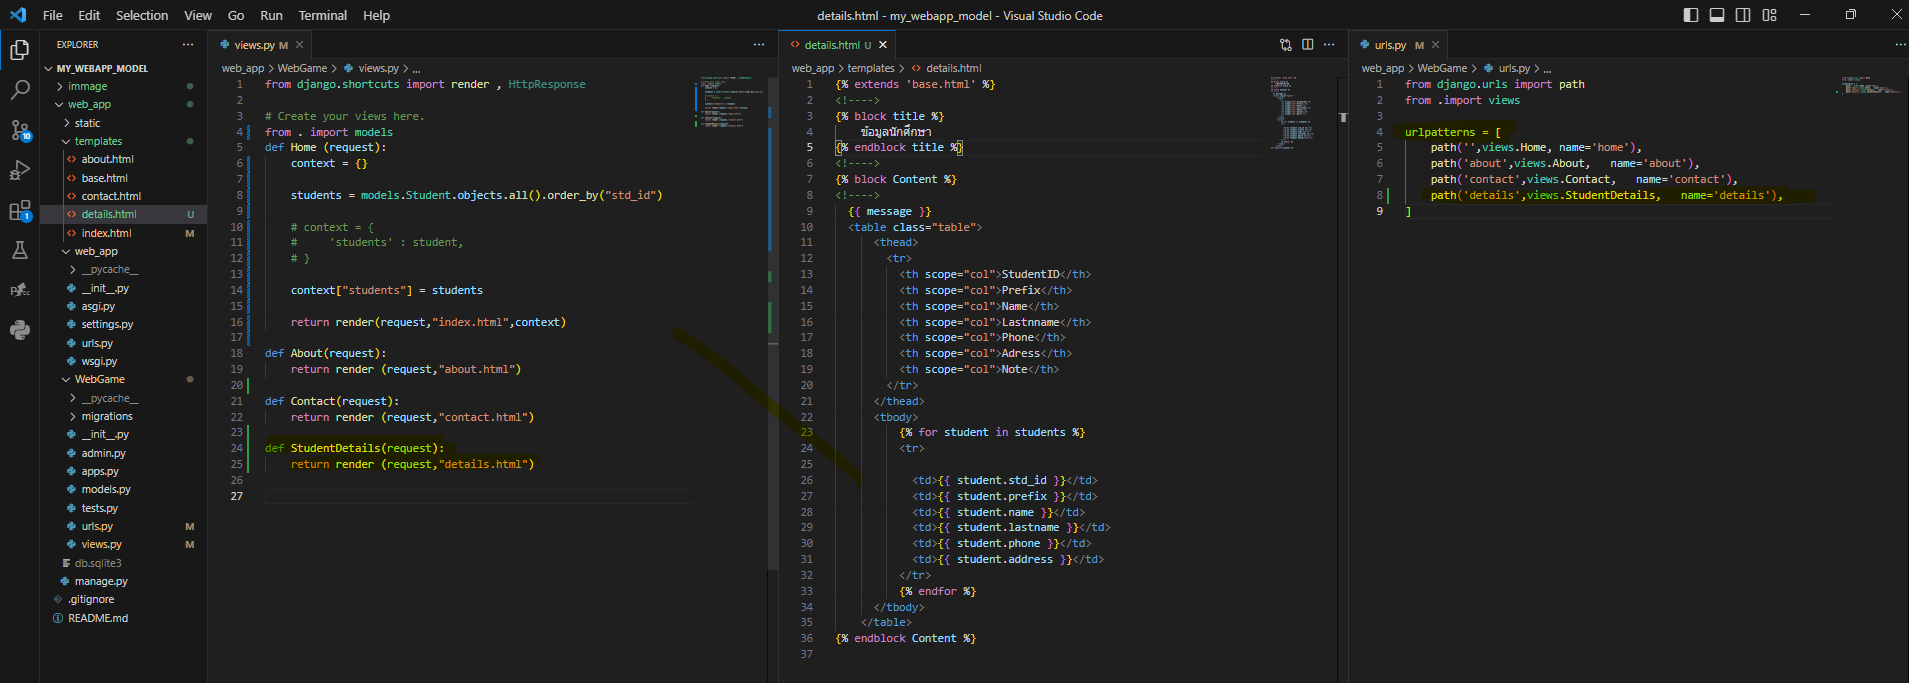 File Edit Selection View Go Run Terminal Help
details.html - my_webapp_model - Visual Studio Code
EXPLORER
MY_WEBAPP_MODEL
immage
web_app
static
templates
about.html
base.html
contact.html
details.html U
index.html M
web_app
__pycache__
__init__.py
asgi.py
settings.py
urls.py
wsgi.py
WebGame
__pycache__
migrations
__init__.py
admin.py
apps.py
models.py
tests.py
urls.py M
views.py M
db.sqlite3
manage.py
.gitignore
README.md
10
1
views.py M
web_app > WebGame > views.py > ...
1 from django.shortcuts import render , HttpResponse
2
3 # Create your views here.
4 from . import models
5 def Home (request):
6 context = {}
7
8 students = models.Student.objects.all().order_by("std_id")
9
10 # context = {
11 # 'students' : student,
12 # }
13
14 context["students"] = students
15
16 return render(request,"index.html",context)
17
18 def About(request):
19 return render (request,"about.html")
20
21 def Contact(request):
22 return render (request,"contact.html")
23
24 def StudentDetails(request):
25 return render (request,"details.html")
26
27
details.html U
web_app > templates > details.html
1 {% extends 'base.html' %}
2 <!---->
3 {% block title %}
4 ข้อมูลนักศึกษา
5 {% endblock title %}
6 <!---->
7 {% block Content %}
8 <!---->
9 {{ message }}
10 <table class="table">
11 <thead>
12 <tr>
13 <th scope="col">StudentID</th>
14 <th scope="col">Prefix</th>
15 <th scope="col">Name</th>
16 <th scope="col">Lastnname</th>
17 <th scope="col">Phone</th>
18 <th scope="col">Adress</th>
19 <th scope="col">Note</th>
20 </tr>
21 </thead>
22 <tbody>
23 {% for student in students %}
24 <tr>
25
26 <td>{{ student.std_id }}</td>
27 <td>{{ student.prefix }}</td>
28 <td>{{ student.name }}</td>
29 <td>{{ student.lastname }}</td>
30 <td>{{ student.phone }}</td>
31 <td>{{ student.address }}</td>
32 </tr>
33 {% endfor %}
34 </tbody>
35 </table>
36 {% endblock Content %}
37
urls.py M
web_app > WebGame > urls.py > ...
1 from django.urls import path
2 from .import views
3
4 urlpatterns = [
5 path('',views.Home, name='home'),
6 path('about',views.About, name='about'),
7 path('contact',views.Contact, name='contact'),
8 path('details',views.StudentDetails, name='details'),
9 ]